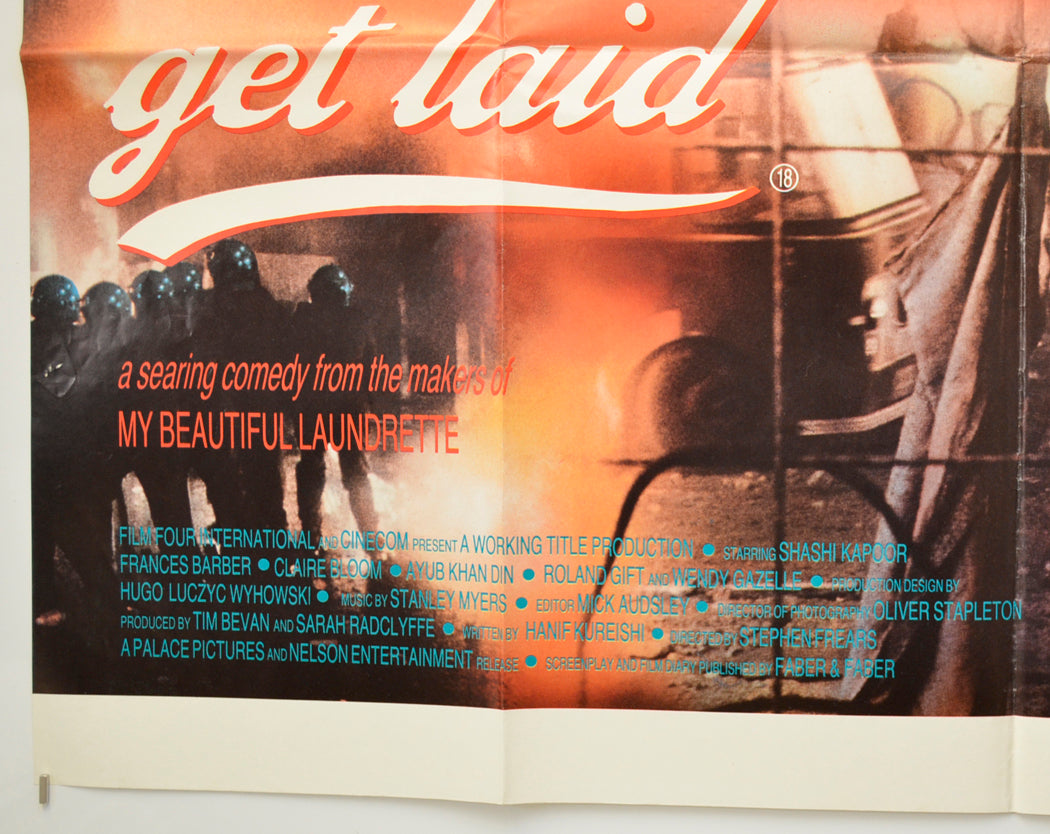 get laid
18
a searing comedy from the makers of
MY BEAUTIFUL LAUNDRETTE
FILM FOUR INTERNATIONAL AND CINECOM PRESENT A WORKING TITLE PRODUCTION ● STARRING SHASHI KAPOOR,
FRANCES BARBER ● CLAIRE BLOOM ● AYUB KHAN DIN ● ROLAND GIFT AND WENDY GAZELLE ● PRODUCTION DESIGN BY
HUGO LUCZYC WYHOWSKI ● MUSIC BY STANLEY MYERS ● EDITOR MICK AUDSLEY ● DIRECTOR OF PHOTOGRAPHY OLIVER STAPLETON
PRODUCED BY TIM BEVAN AND SARAH RADCLYFFE ● WRITTEN BY HANIF KUREISHI ● DIRECTED BY STEPHEN FREARS
A PALACE PICTURES AND NELSON ENTERTAINMENT RELEASE ● SCREENPLAY AND FILM DIARY PUBLISHED BY FABER & FABER